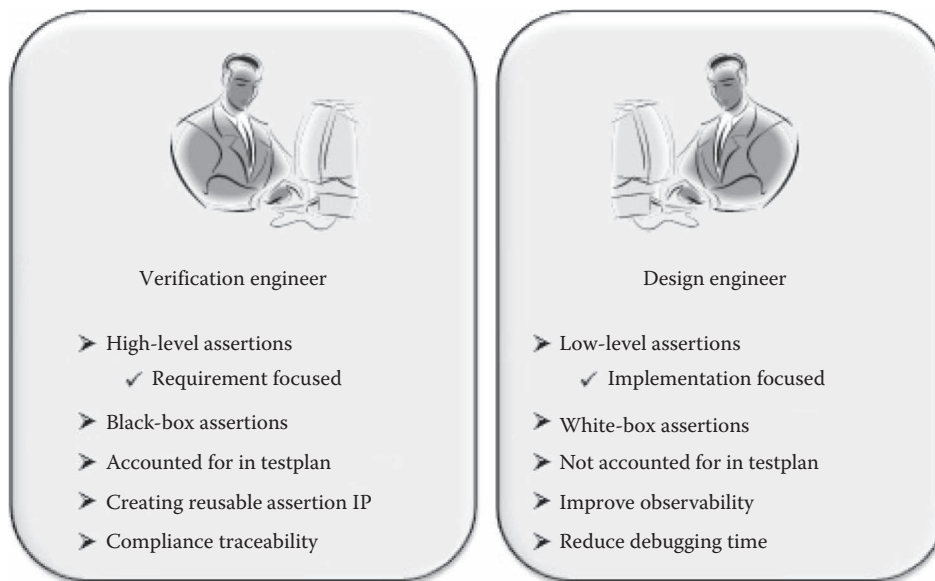 Verification engineer
High-level assertions
Requirement focused
Black-box assertions
Accounted for in testplan
Creating reusable assertion IP
Compliance traceability
Design engineer
Low-level assertions
Implementation focused
White-box assertions
Not accounted for in testplan
Improve observability
Reduce debugging time